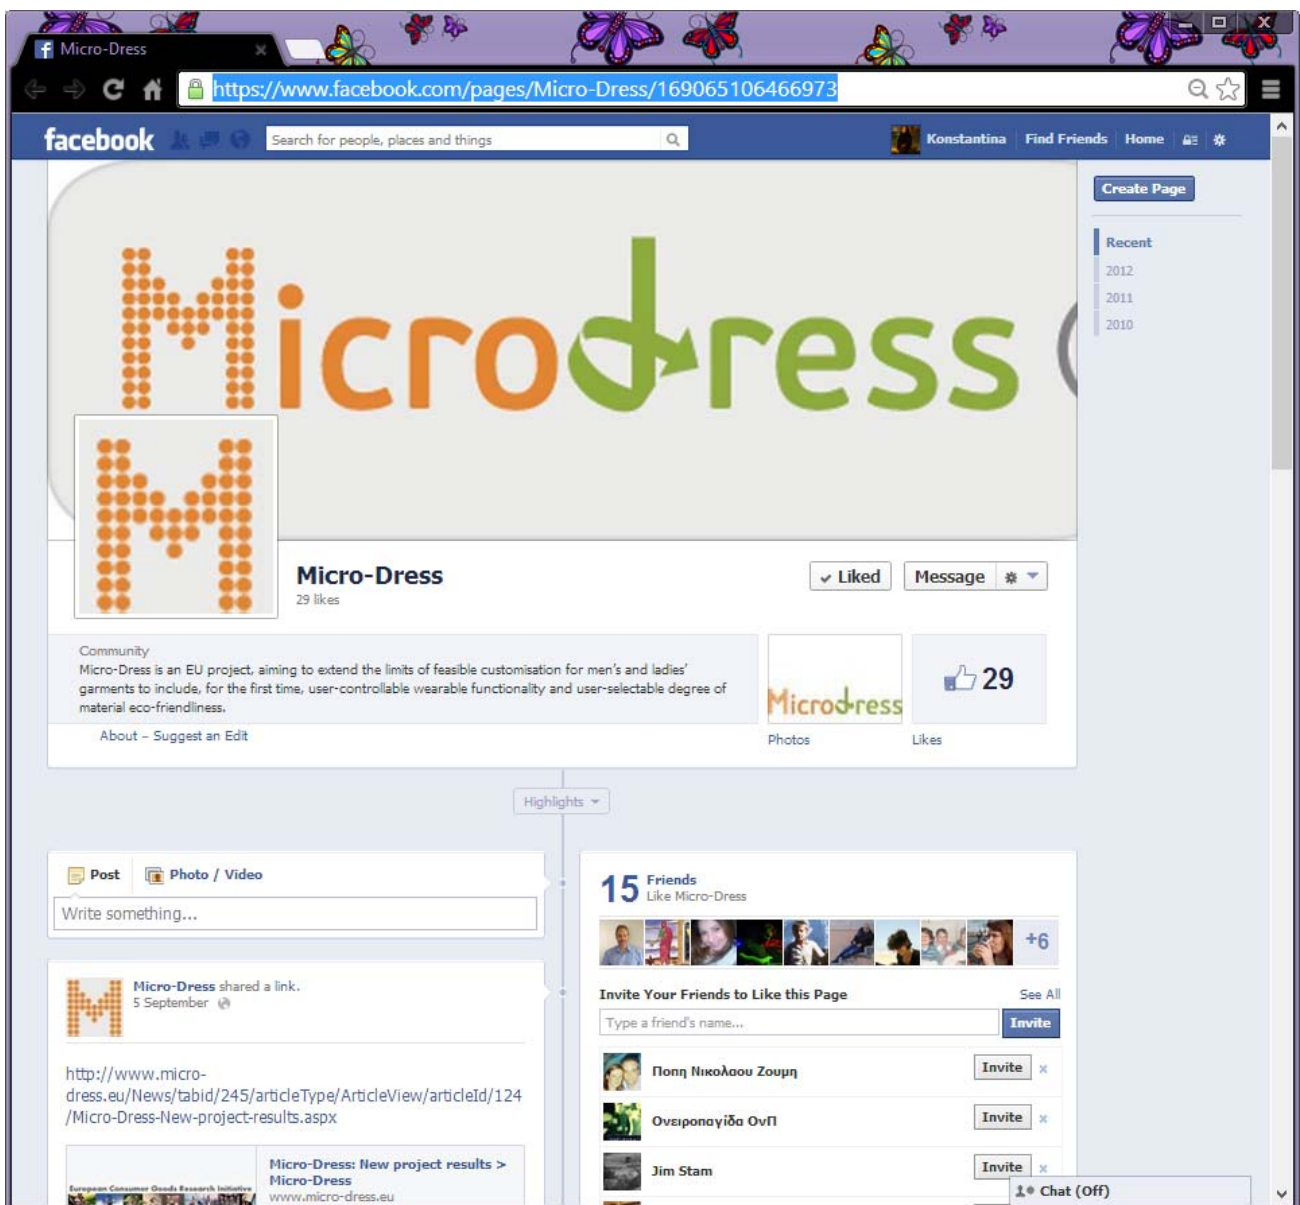 Micro-Dress
https://www.facebook.com/pages/Micro-Dress/169065106466973
facebook
Search for people, places and things
Konstantina
Find Friends
Home
Create Page
Recent
2012
2011
2010
Microdress
M
Micro-Dress
29 likes
Liked
Message
Community
Micro-Dress is an EU project, aiming to extend the limits of feasible customisation for men's and ladies'
garments to include, for the first time, user-controllable wearable functionality and user-selectable degree of
material eco-friendliness.
About – Suggest an Edit
Microdress
Photos
29
Likes
Highlights
Post
Photo / Video
Write something...
Micro-Dress shared a link.
5 September
http://www.micro-
dress.eu/News/tabid/245/articleType/ArticleView/articleId/124
/Micro-Dress-New-project-results.aspx
European Consumer Goods Research Initiative
Micro-Dress: New project results >
Micro-Dress
www.micro-dress.eu
15 Friends
Like Micro-Dress
+6
Invite Your Friends to Like this Page
See All
Type a friend's name...
Invite
Ποπη Νικολαου Ζουμη
Invite
Ονειροπαγίδα ΟνΠ
Invite
Jim Stam
Invite
Chat (Off)